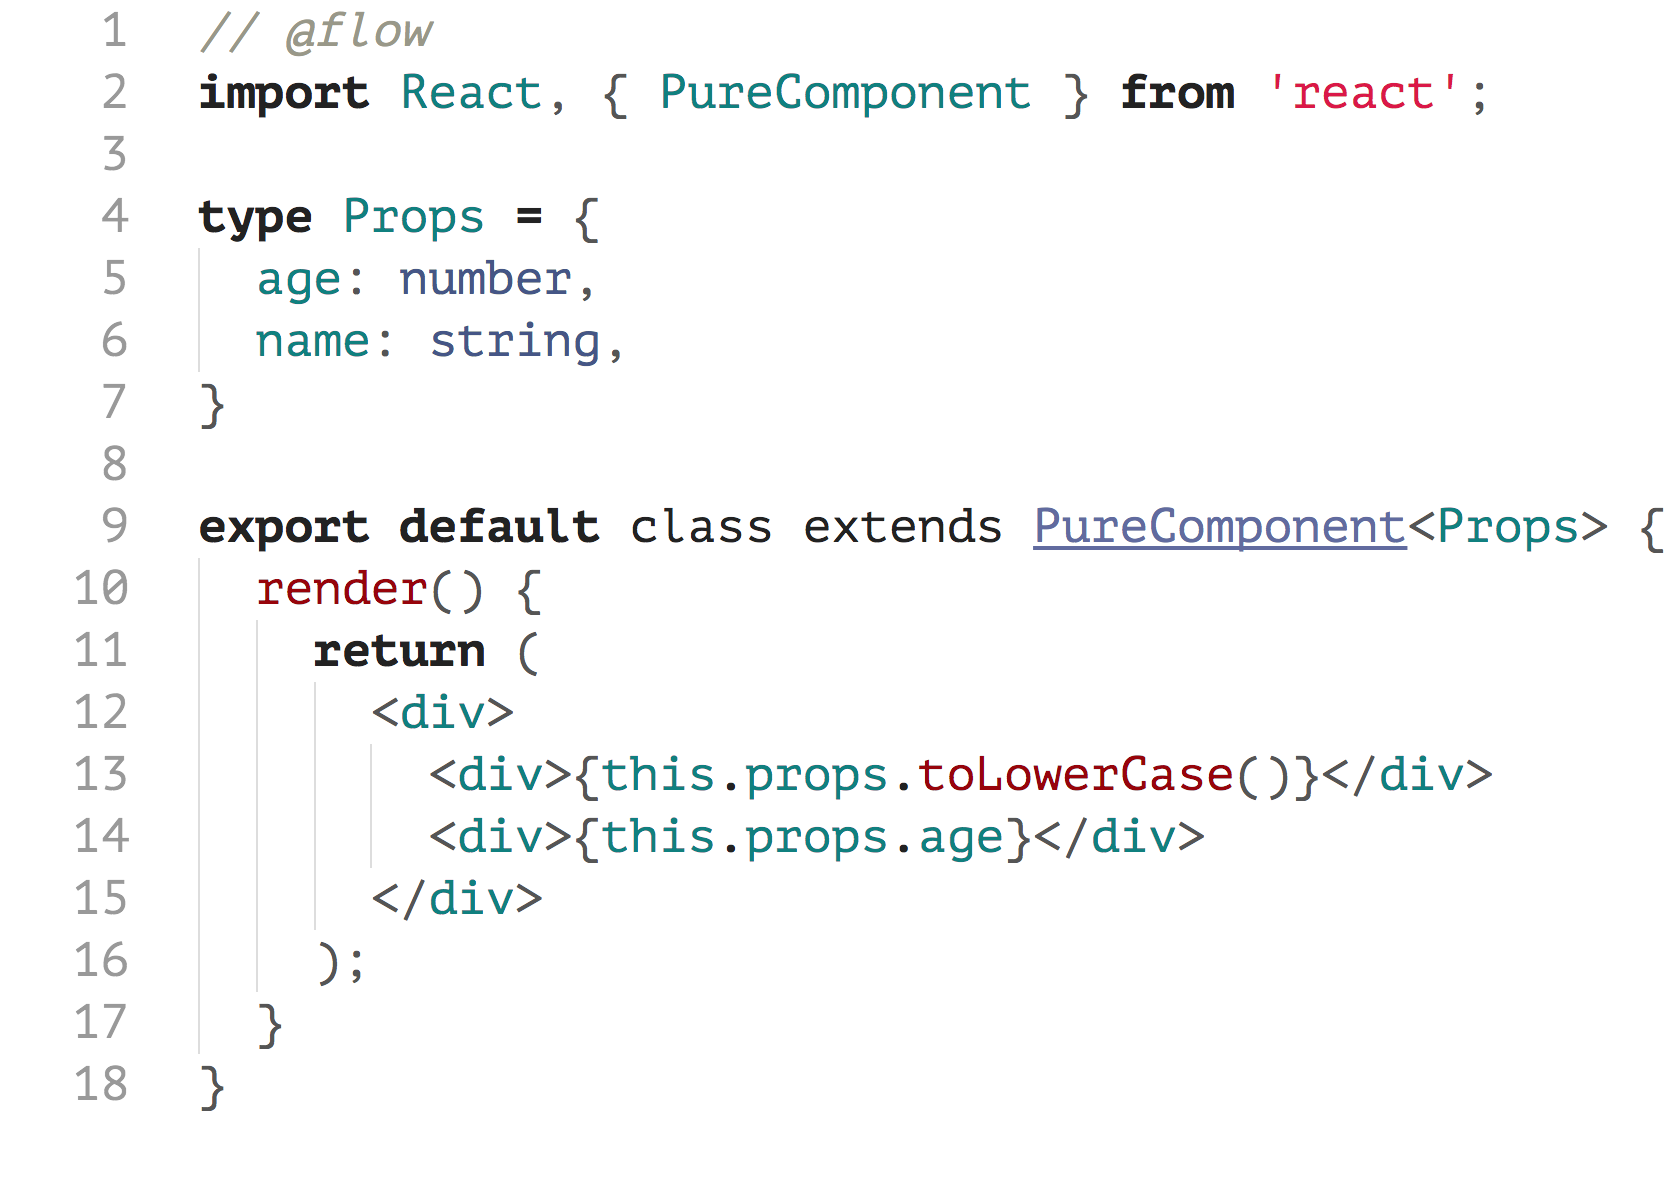 1 // @flow
2 import React, { PureComponent } from 'react';
3
4 type Props = {
5   age: number,
6   name: string,
7 }
8
9 export default class extends PureComponent<Props> {
10   render() {
11     return (
12       <div>
13         <div>{this.props.toLowerCase()}</div>
14         <div>{this.props.age}</div>
15       </div>
16     );
17   }
18 }